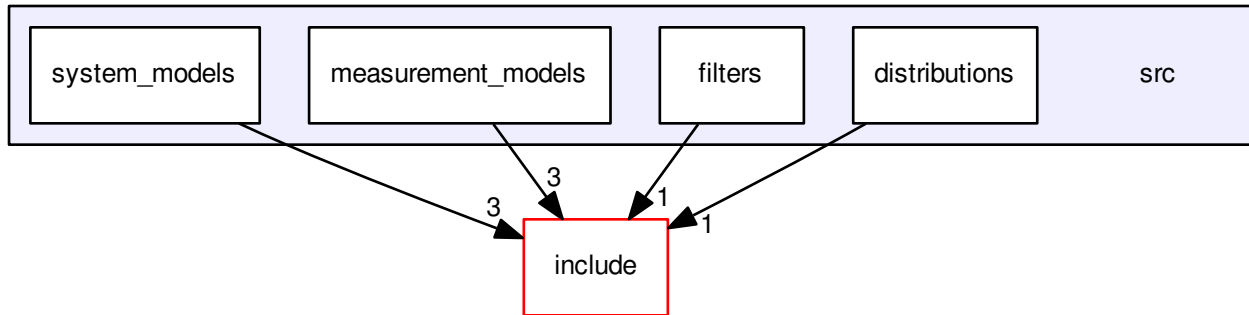 system_models
measurement_models
filters
distributions
src
3
3
1
1
include